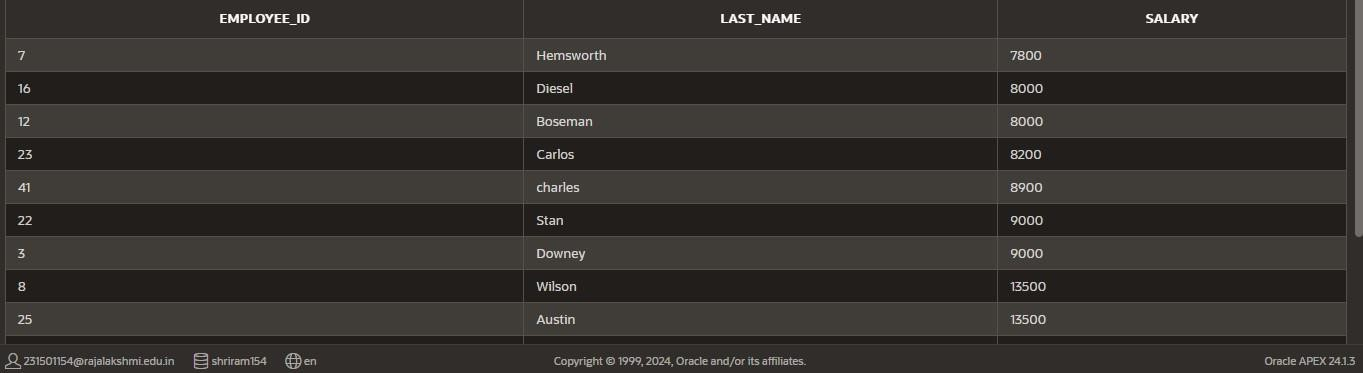 EMPLOYEE_ID LAST_NAME SALARY
7 Hemsworth 7800
16 Diesel 8000
12 Boseman 8000
23 Carlos 8200
41 charles 8900
22 Stan 9000
3 Downey 9000
8 Wilson 13500
25 Austin 13500
231501154@rajalakshmi.edu.in shriram154 en Copyright © 1999, 2024, Oracle and/or its affiliates. Oracle APEX 24.1.3